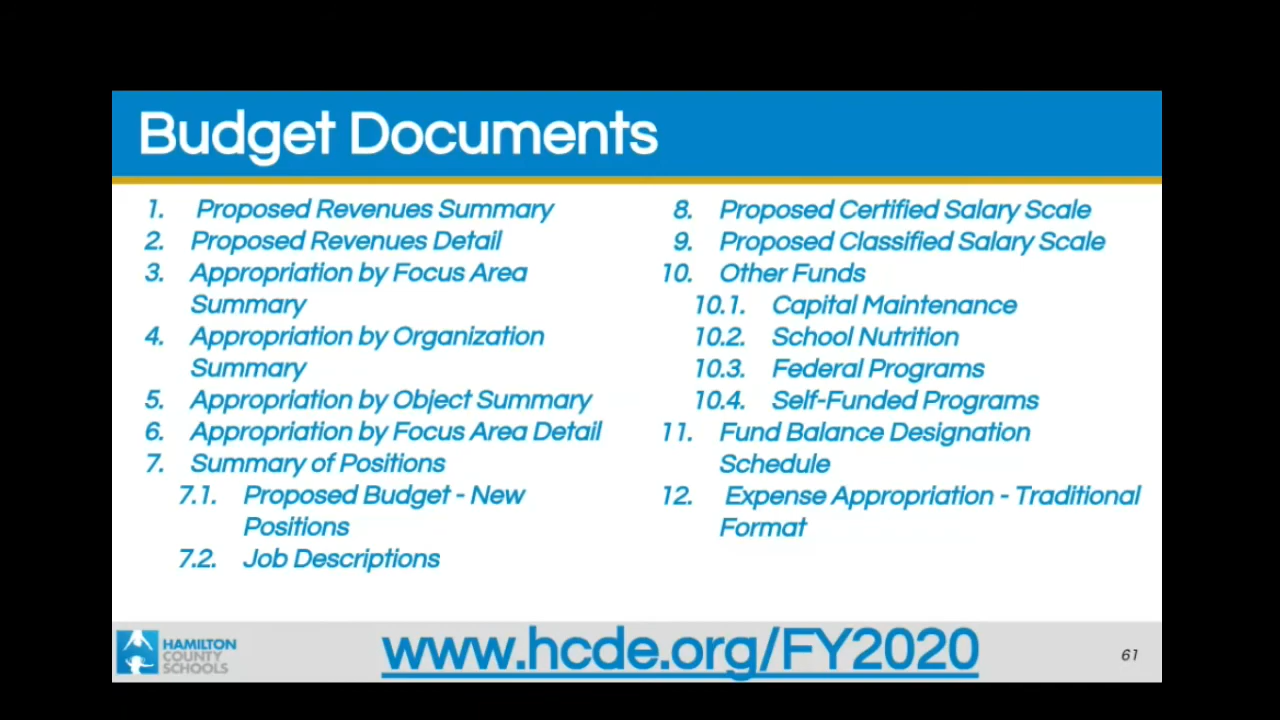 Budget Documents
1. Proposed Revenues Summary
2. Proposed Revenues Detail
3. Appropriation by Focus Area
Summary
4. Appropriation by Organization
Summary
5. Appropriation by Object Summary
6. Appropriation by Focus Area Detail
7. Summary of Positions
7.1. Proposed Budget - New
Positions
7.2. Job Descriptions
8. Proposed Certified Salary Scale
9. Proposed Classified Salary Scale
10. Other Funds
10.1. Capital Maintenance
10.2. School Nutrition
10.3. Federal Programs
10.4. Self-Funded Programs
11. Fund Balance Designation
Schedule
12. Expense Appropriation - Traditional
Format
HAMILTON
COUNTY
SCHOOLS
www.hcde.org/FY2020
61